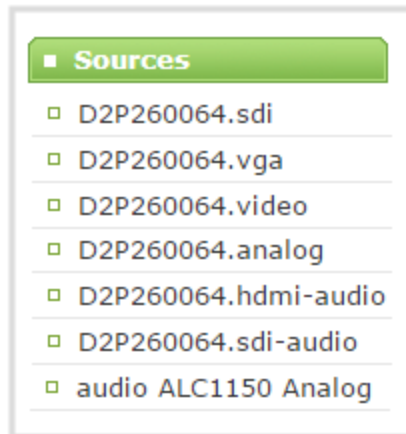 Sources
D2P260064.sdi
D2P260064.vga
D2P260064.video
D2P260064.analog
D2P260064.hdmi-audio
D2P260064.sdi-audio
audio ALC1150 Analog